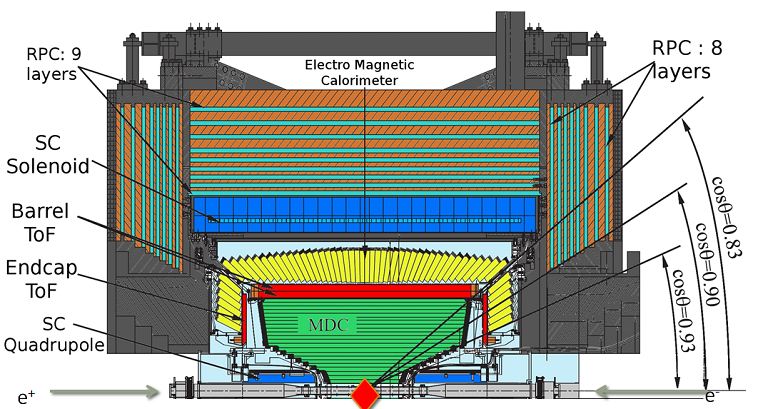 RPC: 9
layers
Electro Magnetic
Calorimeter
RPC : 8
layers
SC
Solenoid
Barrel
ToF
Endcap
ToF
SC
Quadrupole
MDC
cosθ=0.83
cosθ=0.90
cosθ=0.93
e⁺
e⁻